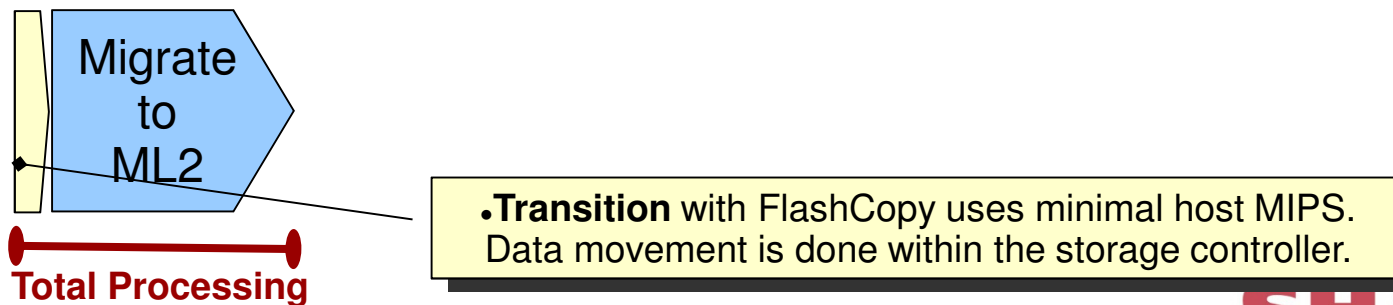 Migrate
to
ML2
•Transition with FlashCopy uses minimal host MIPS.
Data movement is done within the storage controller.
Total Processing